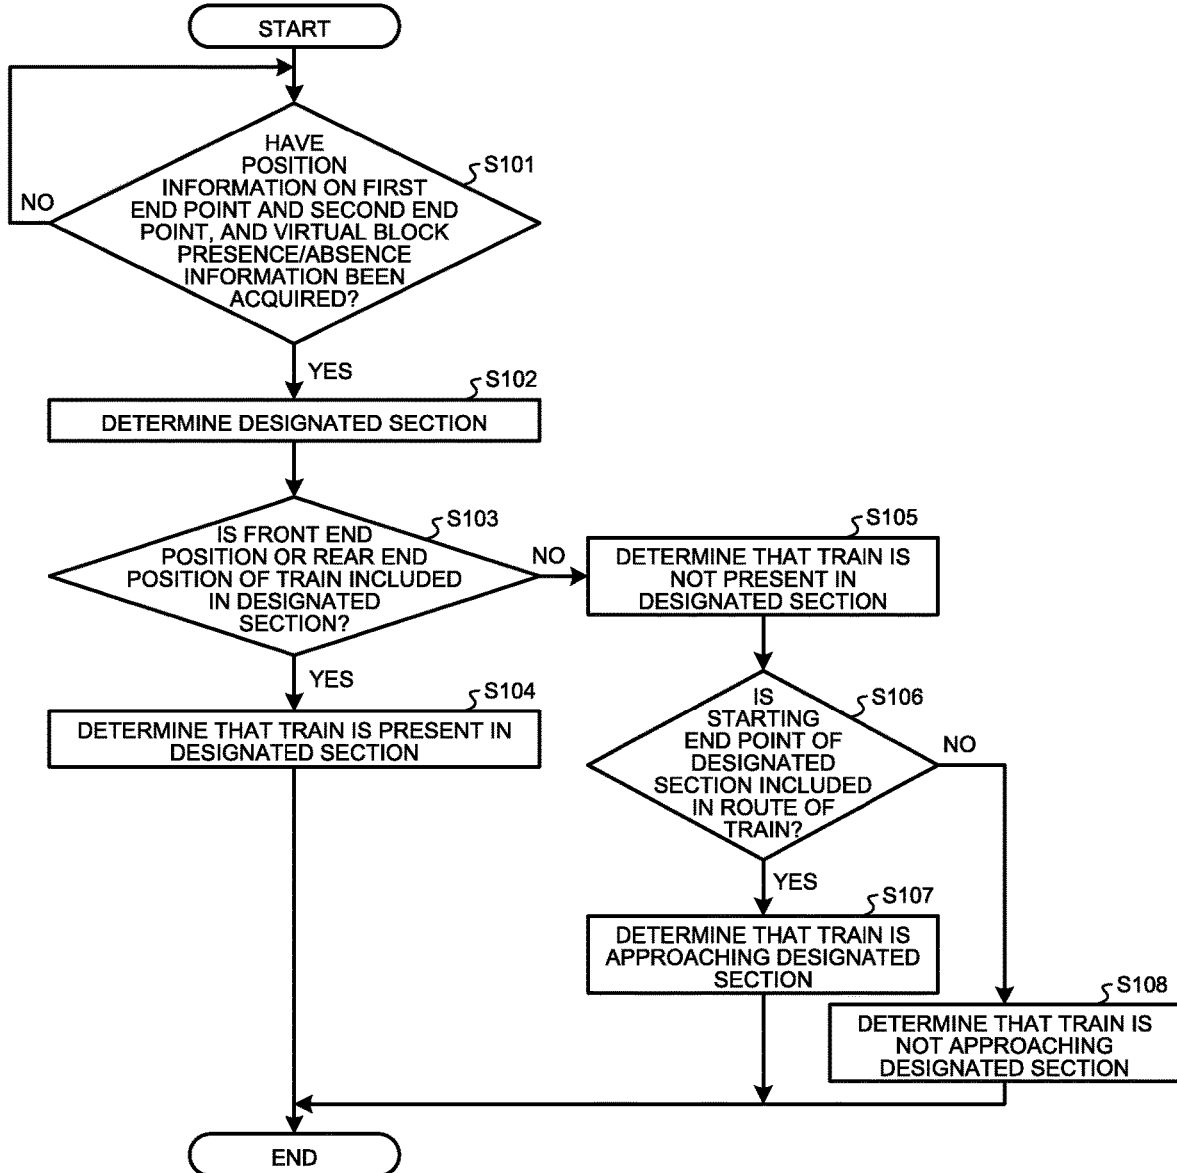 START
HAVE
POSITION
INFORMATION ON FIRST
END POINT AND SECOND END
POINT, AND VIRTUAL BLOCK
PRESENCE/ABSENCE
INFORMATION BEEN
ACQUIRED?
S101
NO
YES
S102
DETERMINE DESIGNATED SECTION
S103
IS FRONT END
POSITION OR REAR END
POSITION OF TRAIN INCLUDED
IN DESIGNATED
SECTION?
NO
YES
S104
DETERMINE THAT TRAIN IS PRESENT IN
DESIGNATED SECTION
S105
DETERMINE THAT TRAIN IS
NOT PRESENT IN
DESIGNATED SECTION
S106
IS
STARTING
END POINT OF
DESIGNATED
SECTION INCLUDED
IN ROUTE OF
TRAIN?
NO
YES
S107
DETERMINE THAT TRAIN IS
APPROACHING DESIGNATED
SECTION
S108
DETERMINE THAT TRAIN IS
NOT APPROACHING
DESIGNATED SECTION
END